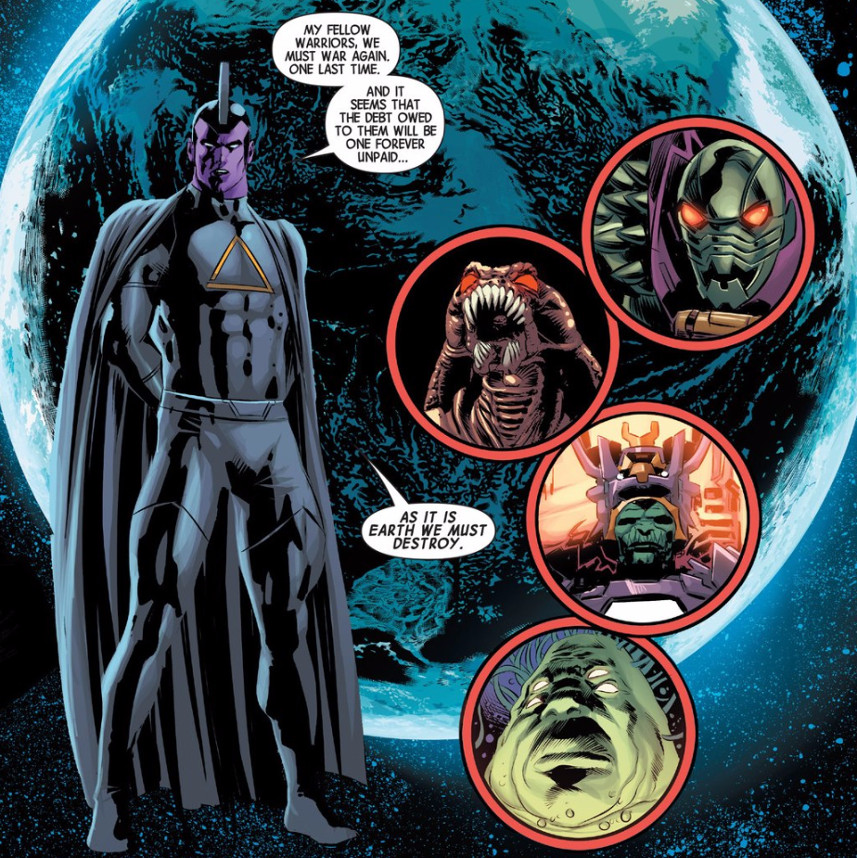 MY FELLOW
WARRIORS, WE
MUST WAR AGAIN.
ONE LAST TIME.
AND IT
SEEMS THAT
THE DEBT OWED
TO THEM WILL BE
ONE FOREVER
UNPAID...
AS IT IS
EARTH WE MUST
DESTROY.